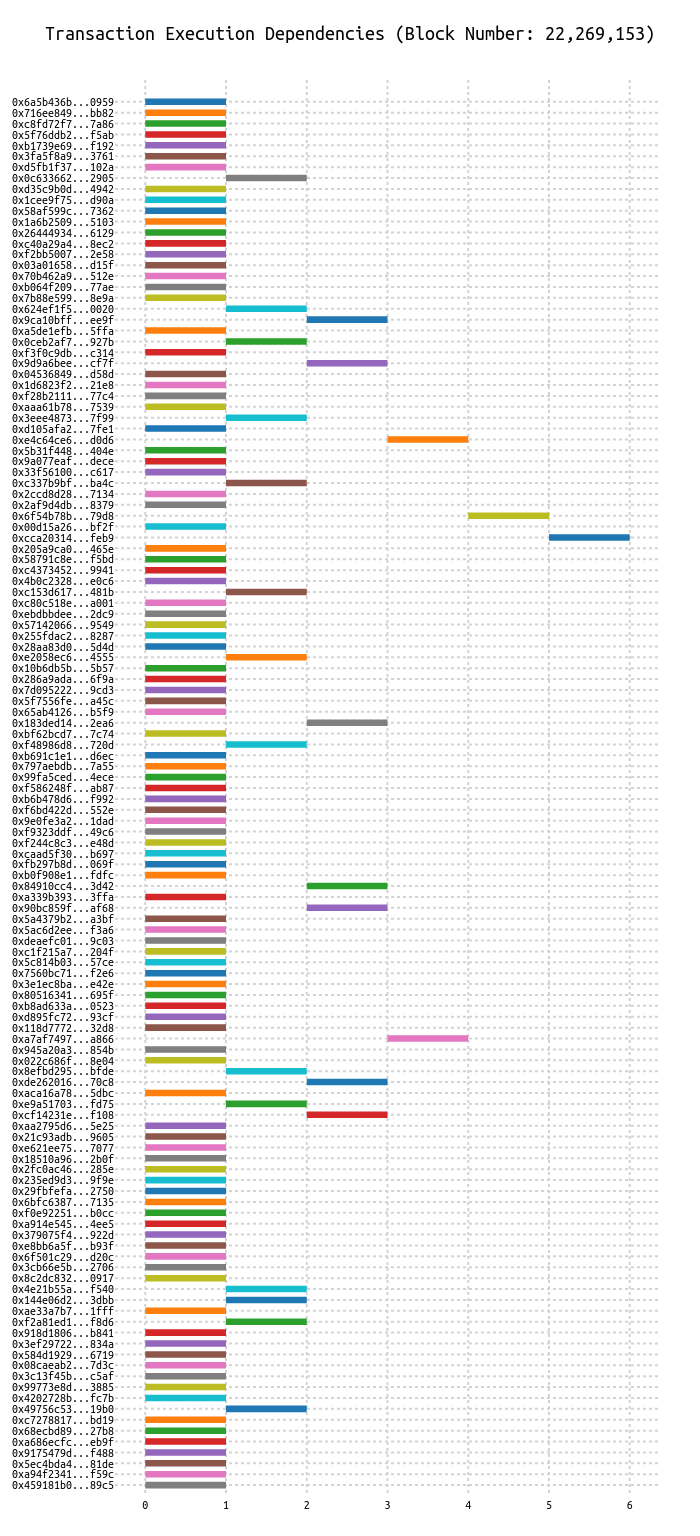 Transaction Execution Dependencies (Block Number: 22,269,153)
0x6a5b436b...0959
0x716ee849...bb82
0xc8fd72f7...7a86
0x5f76ddb2...f5ab
0xb1739e69...f192
0x3fa5f8a9...3761
0xd5fb1f37...102a
0x0c633662...2905
0xd35c9b0d...4942
0x1cee9f75...d90a
0x58af599c...7362
0x1a6b2509...5103
0x26444934...6129
0xc40a29a4...8ec2
0xf2bb5007...2e58
0x03a01658...d15f
0x70b462a9...512e
0xb064f209...77ae
0x7b88e599...8e9a
0x624ef1f5...0020
0x9ca10bff...ee9f
0xa5de1efb...5ffa
0x0ceb2af7...927b
0xf3f0c9db...c314
0x9d9a6bee...cf7f
0x04536849...d58d
0x1d6823f2...21e8
0xf28b2111...77c4
0xaaa61b78...7539
0x3eee4873...7f99
0xd105afa2...7fe1
0xe4c64ce6...d0d6
0x5b31f448...404e
0x9a077eaf...dece
0x33f56100...c617
0xc337b9bf...ba4c
0x2ccd8d28...7134
0x2af9d4db...8379
0x6f54b78b...79d8
0x00d15a26...bf2f
0xcca20314...feb9
0x205a9ca0...465e
0x58791c8e...f5bd
0xc4373452...9941
0x4b0c2328...e0c6
0xc153d617...481b
0xc80c518e...a001
0xebdbbdee...2dc9
0x57142066...9549
0x255fdac2...8287
0x28aa83d0...5d4d
0xe2058ec6...4555
0x10b6db5b...5b57
0x286a9ada...6f9a
0x7d095222...9cd3
0x5f7556fe...a45c
0x65ab4126...b5f9
0x183ded14...2ea6
0xbf62bcd7...7c74
0xf48986d8...720d
0xb691c1e1...d6ec
0x797aebdb...7a55
0x99fa5ced...4ece
0xf586248f...ab87
0xb6b478d6...f992
0xf6bd422d...552e
0x9e0fe3a2...1dad
0xf9323ddf...49c6
0xf244c8c3...e48d
0xcaad5f30...b697
0xfb297b8d...069f
0xb0f908e1...fdfc
0x84910cc4...3d42
0xa339b393...3ffa
0x90bc859f...af68
0x5a4379b2...a3bf
0x5ac6d2ee...f3a6
0xdeaefc01...9c03
0xc1f215a7...204f
0x5c814b03...57ce
0x7560bc71...f2e6
0x3e1ec8ba...e42e
0x80516341...695f
0xb8ad633a...0523
0xd895fc72...93cf
0x118d7772...32d8
0xa7af7497...a866
0x945a20a3...854b
0x022c686f...8e04
0x8efbd295...bfde
0xde262016...70c8
0xaca16a78...5dbc
0xe9a51703...fd75
0xcf14231e...f108
0xaa2795d6...5e25
0x21c93adb...9605
0xe621ee75...7077
0x18510a96...2b0f
0x2fc0ac46...285e
0x235ed9d3...9f9e
0x29fbfefa...2750
0x6bfc6387...7135
0xf0e92251...b0cc
0xa914e545...4ee5
0x379075f4...922d
0xe8bb6a5f...b93f
0x6f501c29...d20c
0x3cb66e5b...2706
0x8c2dc832...0917
0x4e21b55a...f540
0x144e06d2...3dbb
0xae33a7b7...1fff
0xf2a81ed1...f8d6
0x918d1806...b841
0x3ef29722...834a
0x584d1929...6719
0x08caeab2...7d3c
0x3c13f45b...c5af
0x99773e8d...3885
0x4202728b...fc7b
0x49756c53...19b0
0xc7278817...bd19
0x68ecbd89...27b8
0xa686ecfc...eb9f
0x9175479d...f488
0x5ec4bda4...81de
0xa94f2341...f59c
0x459181b0...89c5
0 1 2 3 4 5 6